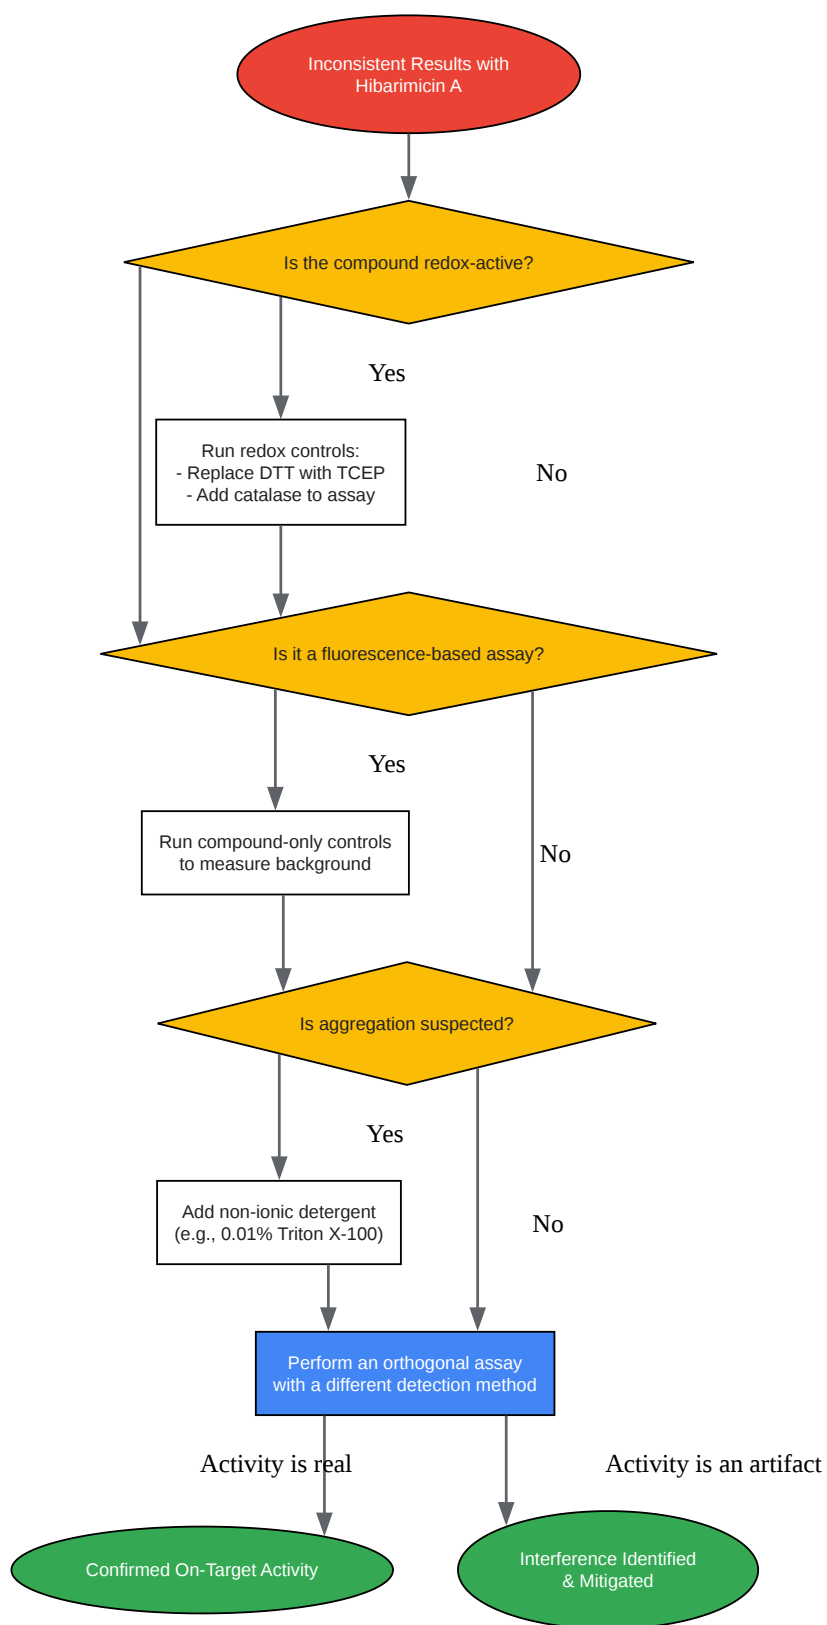 Inconsistent Results with
Hibarimicin A
Is the compound redox-active?
Yes
Run redox controls:
- Replace DTT with TCEP
- Add catalase to assay
No
Is it a fluorescence-based assay?
Yes
Run compound-only controls
to measure background
No
Is aggregation suspected?
Yes
Add non-ionic detergent
(e.g., 0.01% Triton X-100)
No
Perform an orthogonal assay
with a different detection method
Activity is real
Activity is an artifact
Confirmed On-Target Activity
Interference Identified
& Mitigated